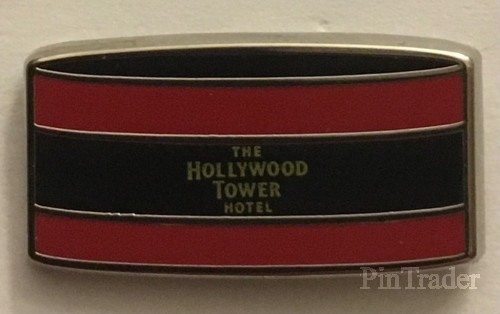 THE
HOLLYWOOD
TOWER
HOTEL
PinTrader